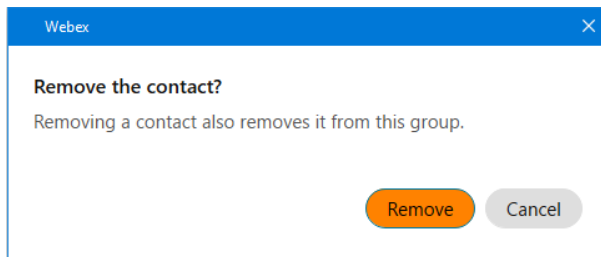 Webex
Remove the contact?
Removing a contact also removes it from this group.
Remove Cancel